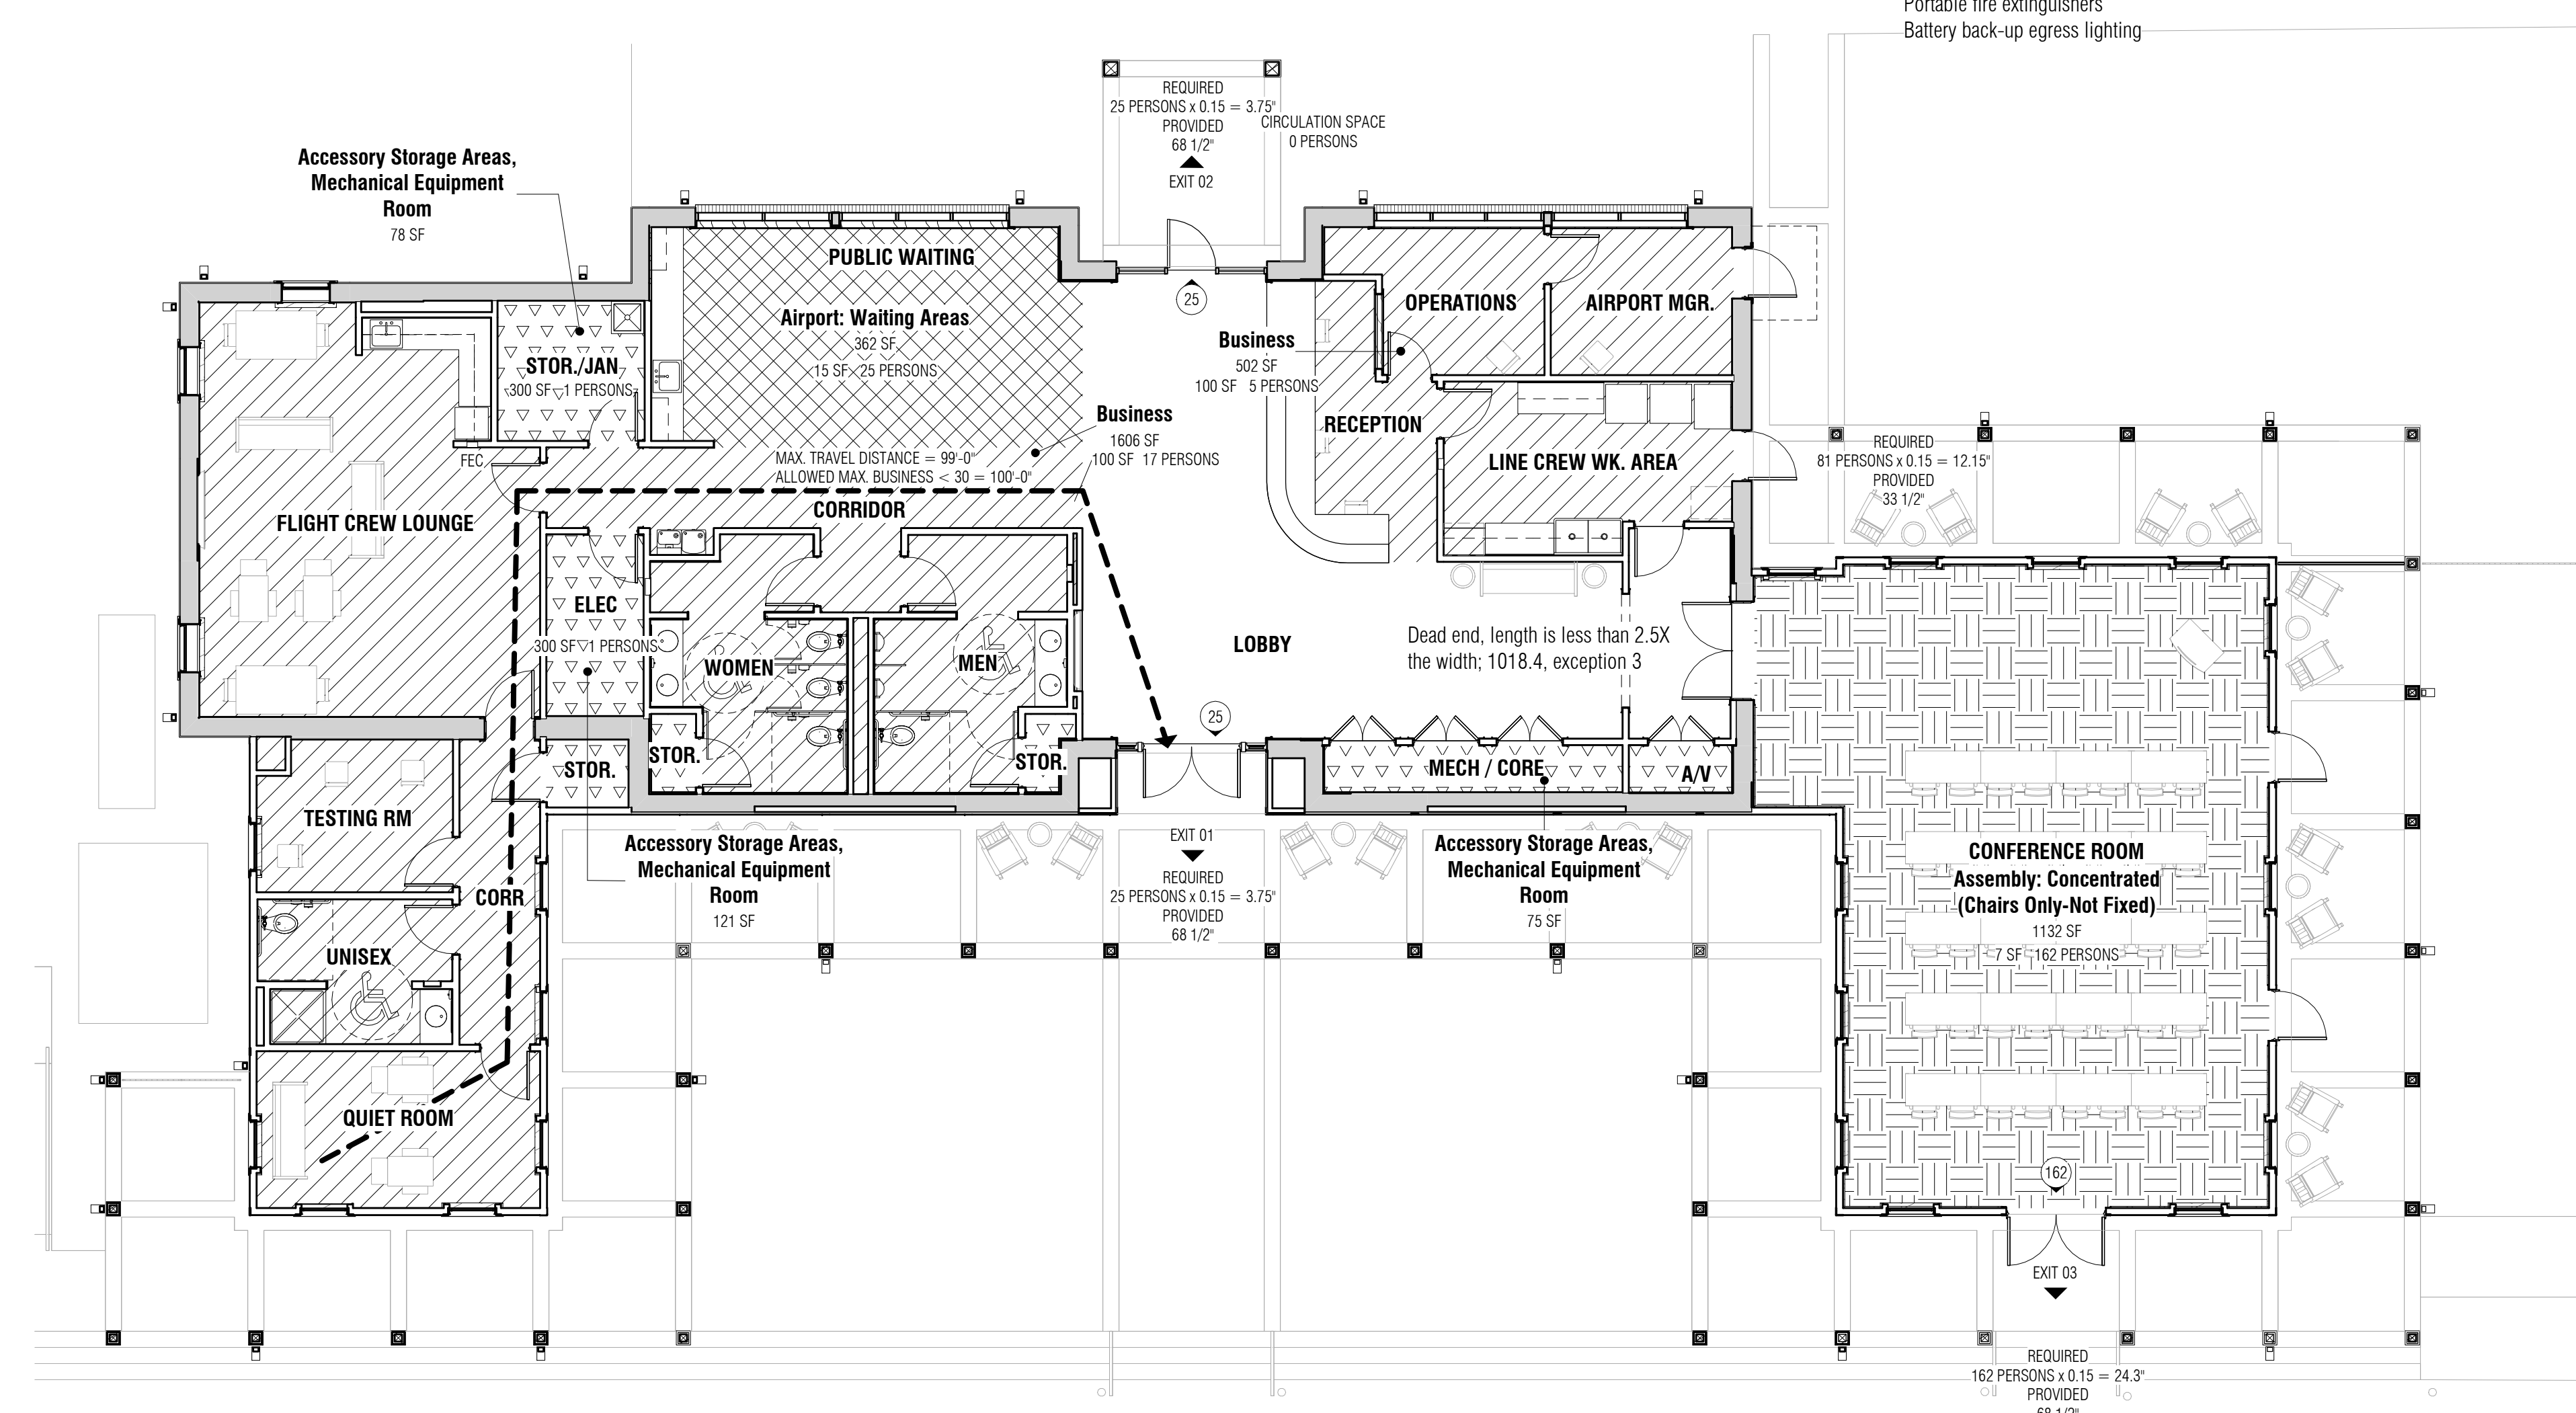 Portable fire extinguishers
Battery back-up egress lighting
REQUIRED
25 PERSONS x 0.15 = 3.75"
PROVIDED
68 1/2"
EXIT 02
CIRCULATION SPACE
0 PERSONS
Accessory Storage Areas,
Mechanical Equipment
Room
78 SF
PUBLIC WAITING
Airport: Waiting Areas
362 SF
15 SF 25 PERSONS
25
OPERATIONS
AIRPORT MGR.
Business
502 SF
100 SF 5 PERSONS
STOR./JAN
300 SF 1 PERSONS
RECEPTION
Business
1606 SF
100 SF 17 PERSONS
FEC
MAX. TRAVEL DISTANCE = 99'-0"
ALLOWED MAX. BUSINESS < 30 = 100'-0"
LINE CREW WK. AREA
REQUIRED
81 PERSONS x 0.15 = 12.15"
PROVIDED
33 1/2"
FLIGHT CREW LOUNGE
CORRIDOR
ELEC
300 SF 1 PERSONS
WOMEN
MEN
LOBBY
Dead end, length is less than 2.5X
the width; 1018.4, exception 3
25
STOR.
STOR.
STOR.
MECH / CORE
A/V
TESTING RM
EXIT 01
REQUIRED
25 PERSONS x 0.15 = 3.75"
PROVIDED
68 1/2"
Accessory Storage Areas,
Mechanical Equipment
Room
121 SF
Accessory Storage Areas,
Mechanical Equipment
Room
75 SF
CONFERENCE ROOM
Assembly: Concentrated
(Chairs Only-Not Fixed)
1132 SF
7 SF 162 PERSONS
CORR
UNISEX
QUIET ROOM
162
EXIT 03
REQUIRED
162 PERSONS x 0.15 = 24.3"
PROVIDED
68 1/2"